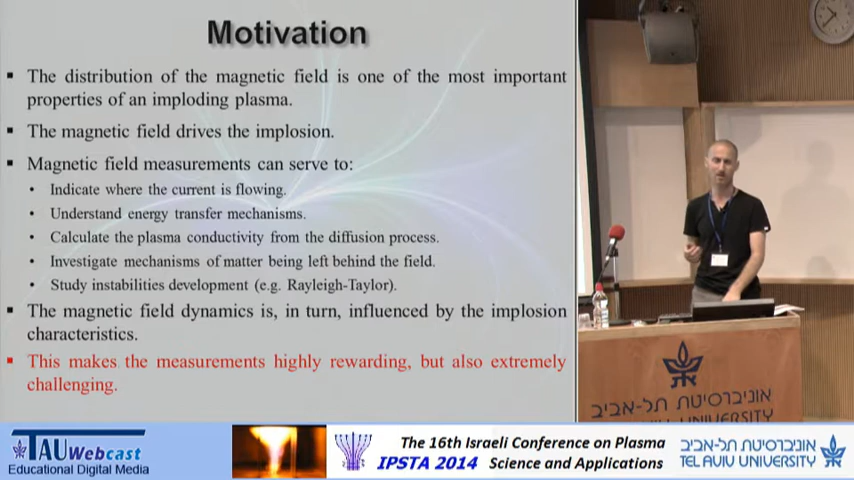 Motivation
The distribution of the magnetic field is one of the most important
properties of an imploding plasma.
The magnetic field drives the implosion.
Magnetic field measurements can serve to:
Indicate where the current is flowing.
Understand energy transfer mechanisms.
Calculate the plasma conductivity from the diffusion process.
Investigate mechanisms of matter being left behind the field.
Study instabilities development (e.g. Rayleigh-Taylor).
The magnetic field dynamics is, in turn, influenced by the implosion
characteristics.
This makes the measurements highly rewarding, but also extremely
challenging.
אוניברסיטת תל-אביב
UNIVERSITY
TAU Webcast
Educational Digital Media
The 16th Israeli Conference on Plasma
IPSTA 2014 Science and Applications
אוניברסיטת תל-אביב
TEL AVIV UNIVERSITY